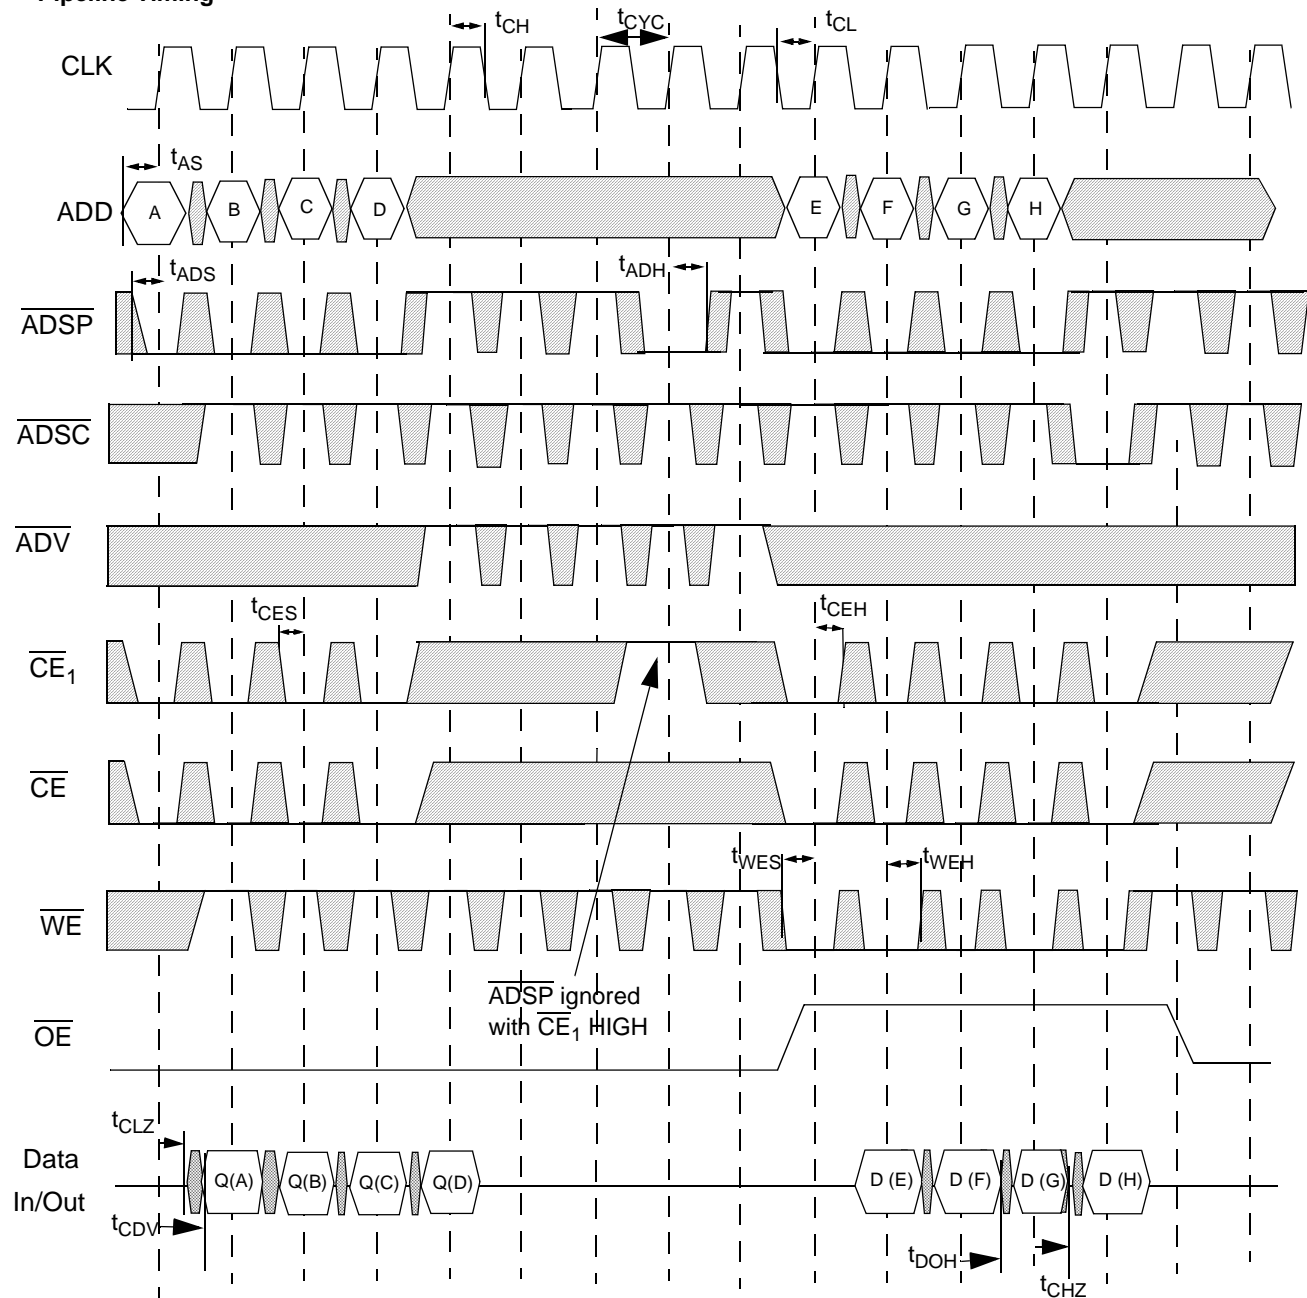 Pipeline Timing
tCH
tCYC
tCL
CLK
tAS
ADD
A
B
C
D
E
F
G
H
tADS
tADH
ADSP
ADSC
ADV
tCES
tCEH
CE1
CE
tWES
tWEH
WE
ADSP ignored
with CE1 HIGH
OE
tCLZ
Data
In/Out
Q(A)
Q(B)
Q(C)
Q(D)
D (E)
D (F)
D (G)
D (H)
tCDV
tDOH
tCHZ